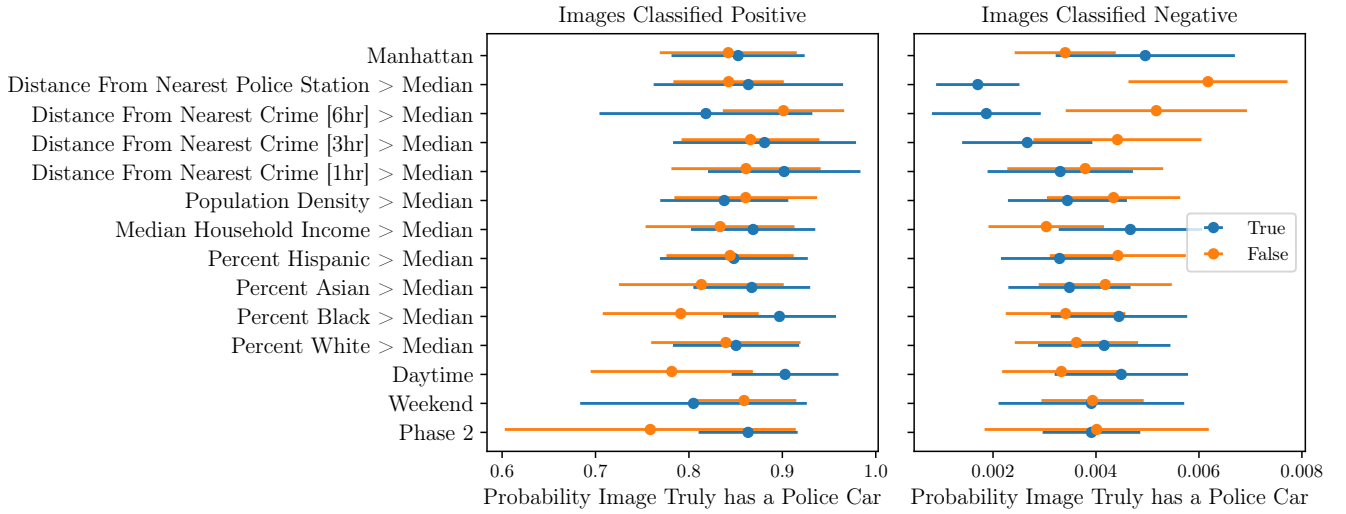 Images Classified Positive
Images Classified Negative
Manhattan
Distance From Nearest Police Station > Median
Distance From Nearest Crime [6hr] > Median
Distance From Nearest Crime [3hr] > Median
Distance From Nearest Crime [1hr] > Median
Population Density > Median
Median Household Income > Median
Percent Hispanic > Median
Percent Asian > Median
Percent Black > Median
Percent White > Median
Daytime
Weekend
Phase 2
True
False
0.6 0.7 0.8 0.9 1.0
0.002 0.004 0.006 0.008
Probability Image Truly has a Police Car
Probability Image Truly has a Police Car